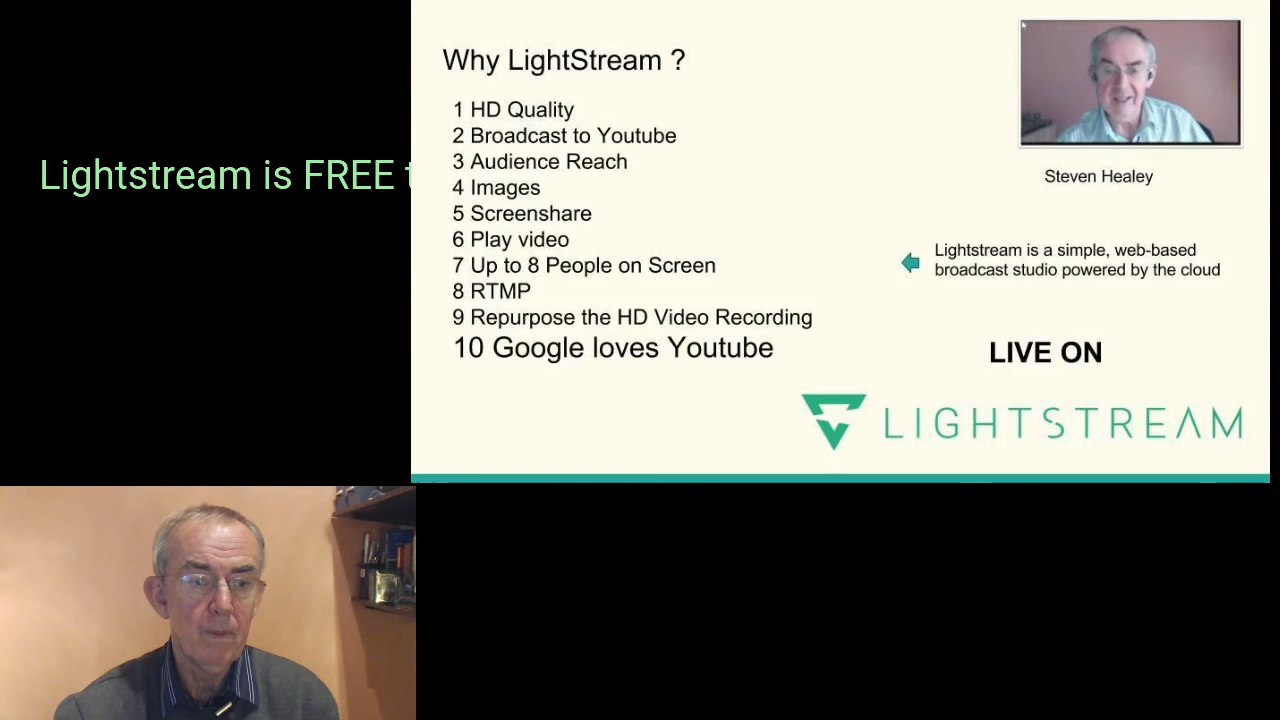 Lightstream is FREE t
Why LightStream ?
1 HD Quality
2 Broadcast to Youtube
3 Audience Reach
4 Images
5 Screenshare
6 Play video
7 Up to 8 People on Screen
8 RTMP
9 Repurpose the HD Video Recording
10 Google loves Youtube
Steven Healey
Lightstream is a simple, web-based
broadcast studio powered by the cloud
LIVE ON
LIGHTSTREAM